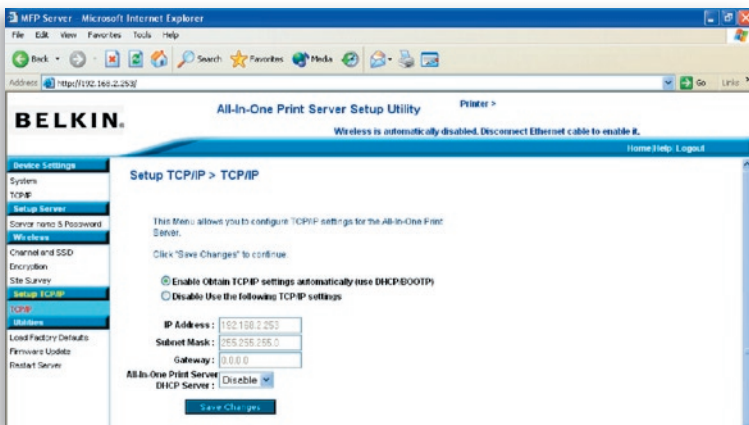 MFP Server - Microsoft Internet Explorer
File Edit View Favorites Tools Help
Back Search Favorites Media
Address http://192.168.2.253/ Go Links
BELKIN.
All-In-One Print Server Setup Utility
Printer >
Wireless is automatically disabled. Disconnect Ethernet cable to enable it.
Home|Help| Logout
Device Settings
System
TCP/IP
Setup Server
Server name & Password
Wireless
Channel and SSID
Encryption
Site Survey
Setup TCP/IP
TCP/IP
Utilities
Load Factory Defaults
Firmware Update
Restart Server
Setup TCP/IP > TCP/IP
This Menu allows you to configure TCP/IP settings for the All-In-One Print
Server.
Click "Save Changes" to continue.
Enable Obtain TCP/IP settings automatically (use DHCP/BOOTP)
Disable Use the following TCP/IP settings
IP Address : 192.168.2.253
Subnet Mask : 255.255.255.0
Gateway : 0.0.0.0
All-In-One Print Server
DHCP Server : Disable
Save Changes